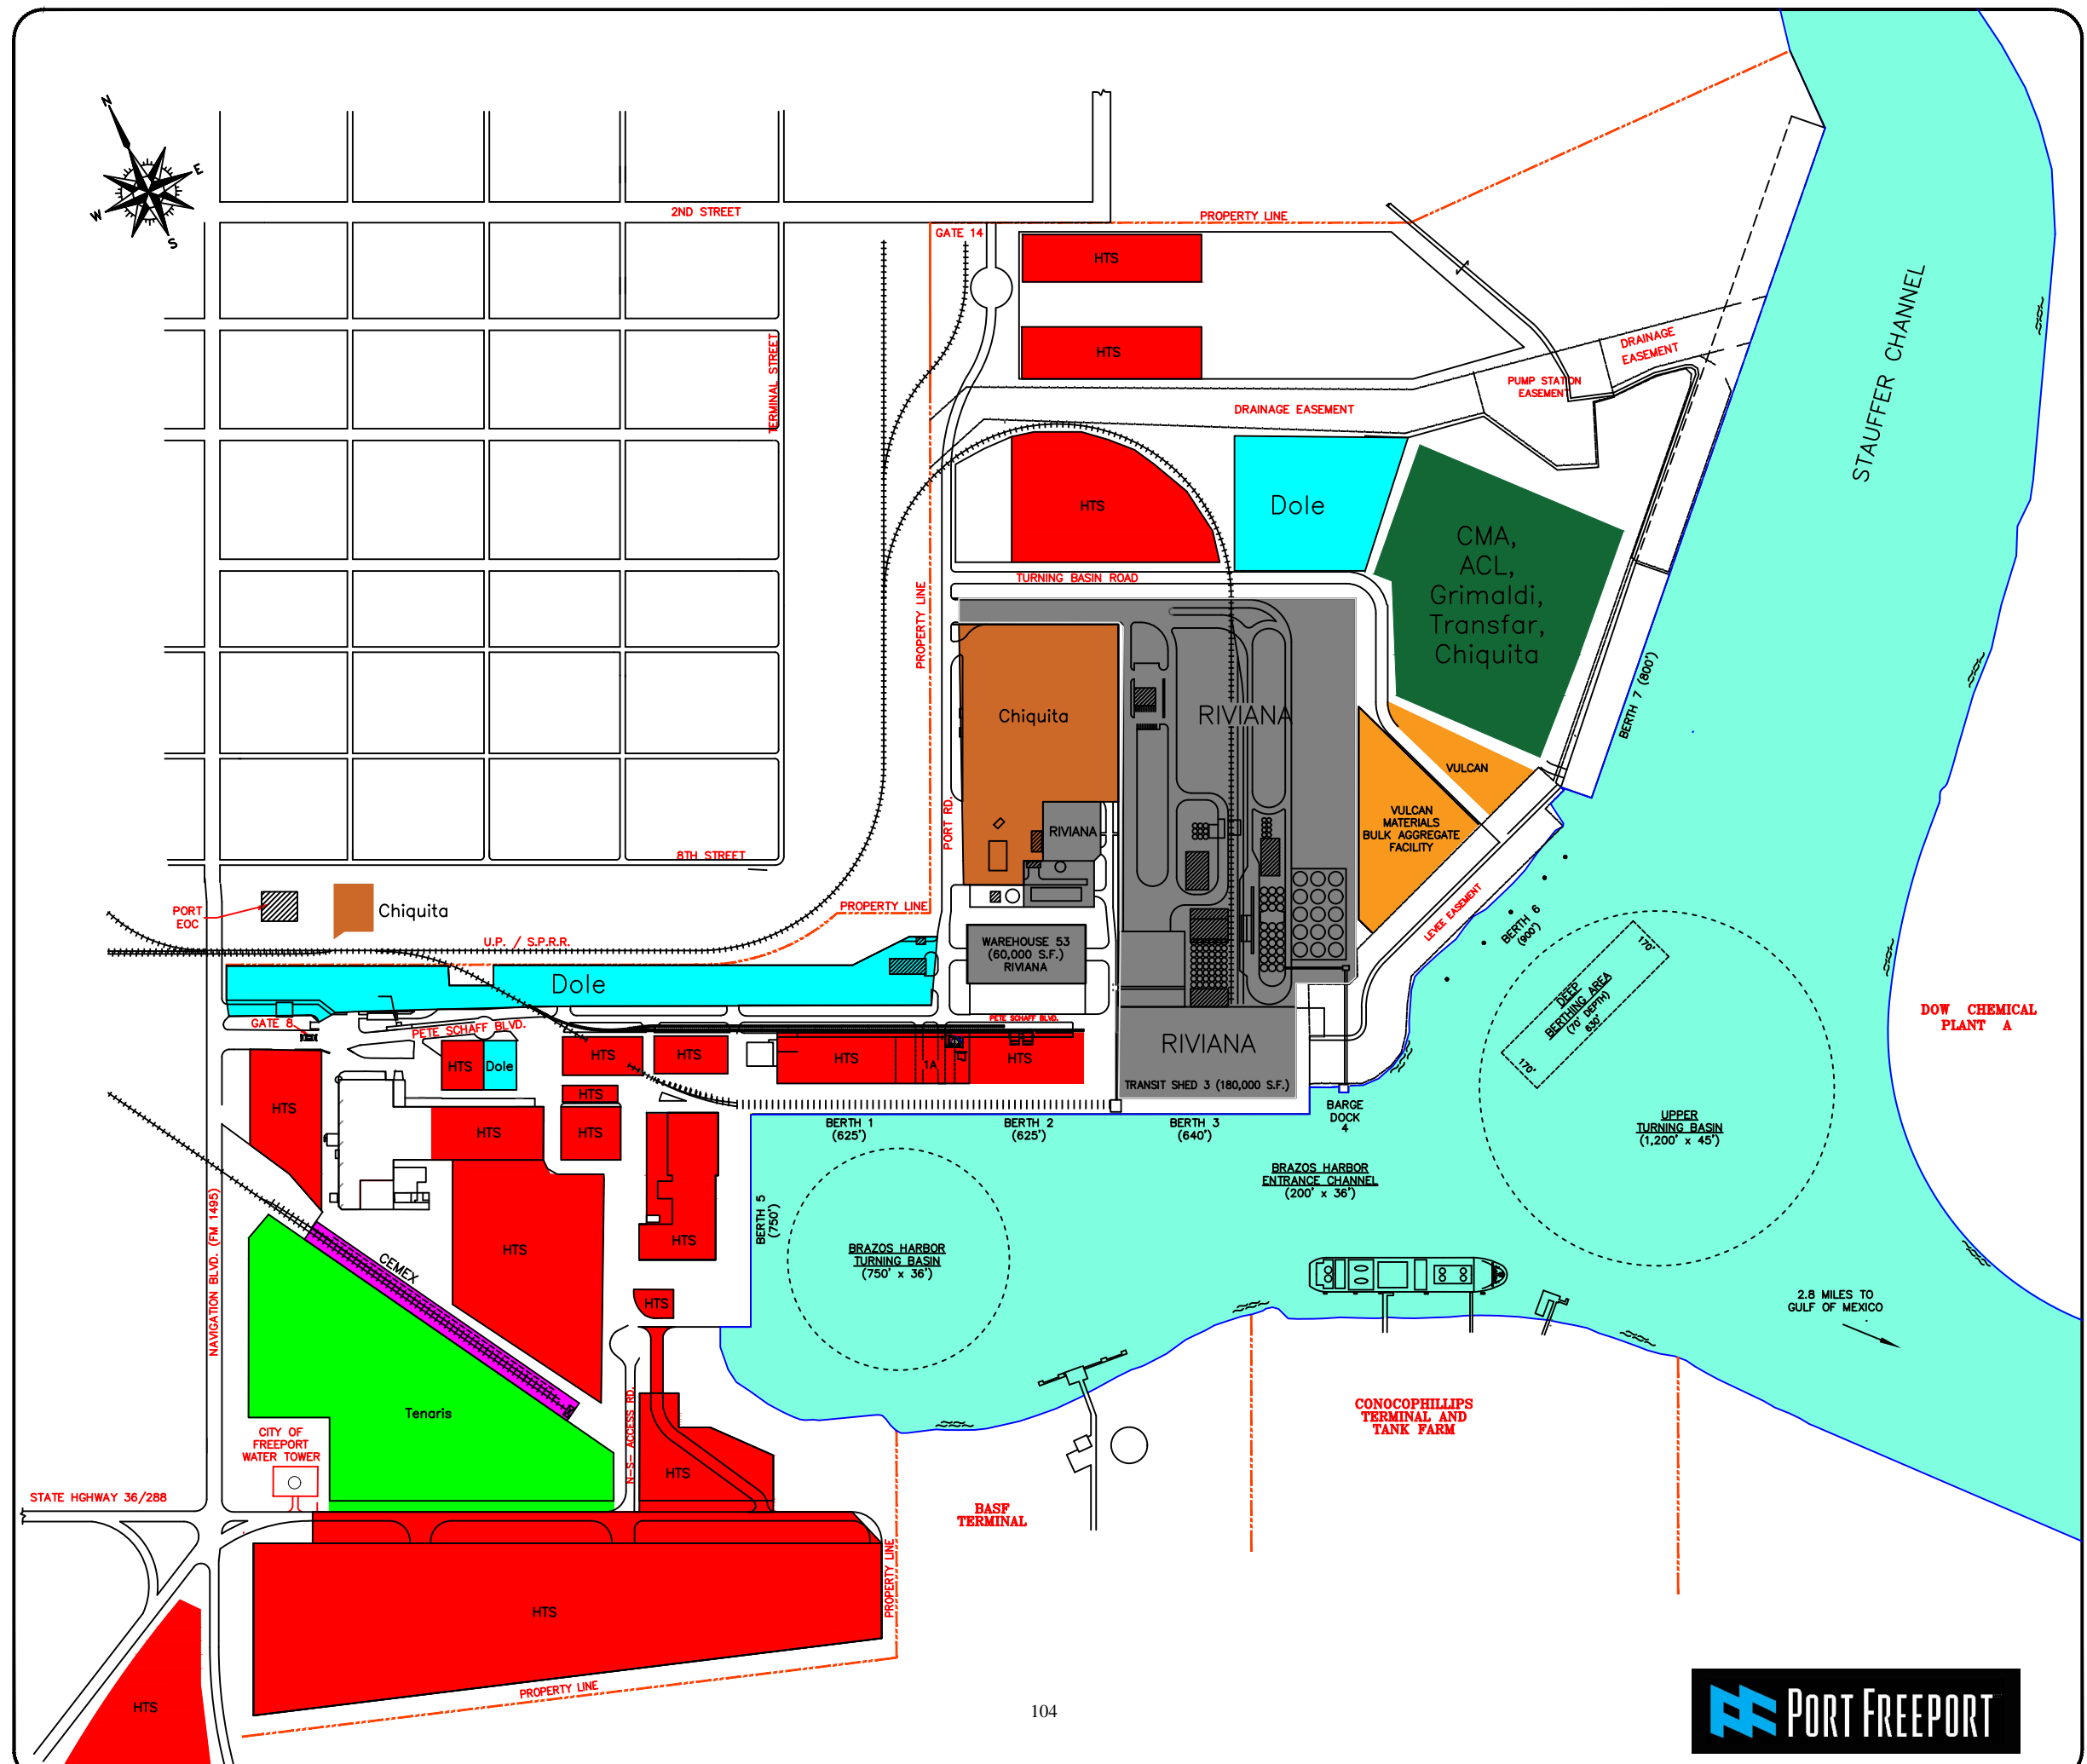 N
E
W
S
2ND STREET
PROPERTY LINE
GATE 14
HTS
HTS
TERMINAL STREET
DRAINAGE
EASEMENT
PUMP STATION
EASEMENT
DRAINAGE EASEMENT
STAUFFER CHANNEL
HTS
Dole
CMA,
ACL,
Grimaldi,
Transfar,
Chiquita
TURNING BASIN ROAD
PROPERTY LINE
Chiquita
RIVIANA
BERTH 7 (800')
VULCAN
VULCAN
MATERIALS
BULK AGGREGATE
FACILITY
PORT RD.
RIVIANA
8TH STREET
PORT
EOC
Chiquita
PROPERTY LINE
U.P. / S.P.R.R.
WAREHOUSE 53
(60,000 S.F.)
RIVIANA
LEVEE EASEMENT
BERTH 6
(900')
170'
DEEP
BERTHING AREA
(70' DEPTH)
630'
170'
DOW CHEMICAL
PLANT A
Dole
GATE 8
PETE SCHAFF BLVD.
PETE SCHAFF BLVD.
HTS
Dole
HTS
HTS
HTS
1A
HTS
RIVIANA
TRANSIT SHED 3 (180,000 S.F.)
HTS
HTS
HTS
HTS
BERTH 1
(625')
BERTH 2
(625')
BERTH 3
(640')
BARGE
DOCK
4
UPPER
TURNING BASIN
(1,200' x 45')
BRAZOS HARBOR
ENTRANCE CHANNEL
(200' x 36')
BERTH 5
(750')
BRAZOS HARBOR
TURNING BASIN
(750' x 36')
HTS
HTS
HTS
CEMEX
NAVIGATION BLVD. (FM 1495)
2.8 MILES TO
GULF OF MEXICO
Tenaris
CITY OF
FREEPORT
WATER TOWER
N-S- ACCESS RD.
HTS
CONOCOPHILLIPS
TERMINAL AND
TANK FARM
STATE HGHWAY 36/288
BASF
TERMINAL
PROPERTY LINE
HTS
PROPERTY LINE
HTS
104
PORT FREEPORT